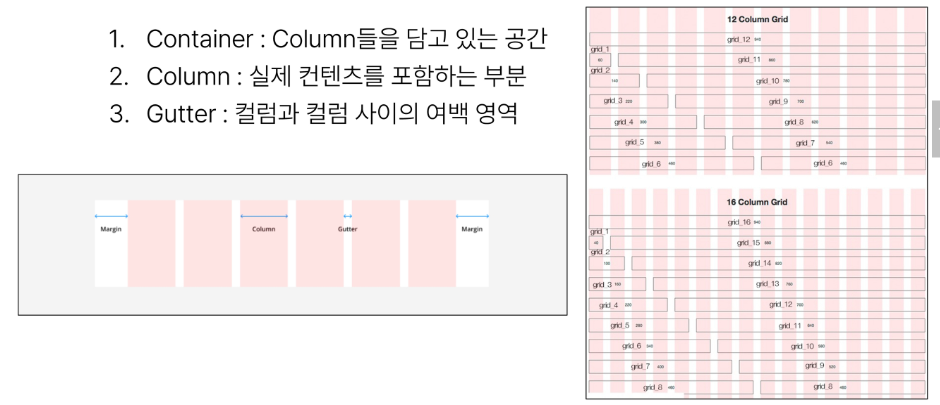 1. Container : Column들을 담고 있는 공간
2. Column : 실제 컨텐츠를 포함하는 부분
3. Gutter : 컬럼과 컬럼 사이의 여백 영역
Margin
Column
Gutter
Margin
12 Column Grid
grid_12 940
grid_1
60
grid_11 860
grid_2
140
grid_10 780
grid_3 220
grid_9 700
grid_4 300
grid_8 620
grid_5 380
grid_7 540
grid_6 460
grid_6 460
16 Column Grid
grid_16 940
grid_1
40
grid_15 880
grid_2
100
grid_14 820
grid_3 160
grid_13 760
grid_4 220
grid_12 700
grid_5 280
grid_11 640
grid_6 340
grid_10 580
grid_7 400
grid_9 520
grid_8 460
grid_8 460